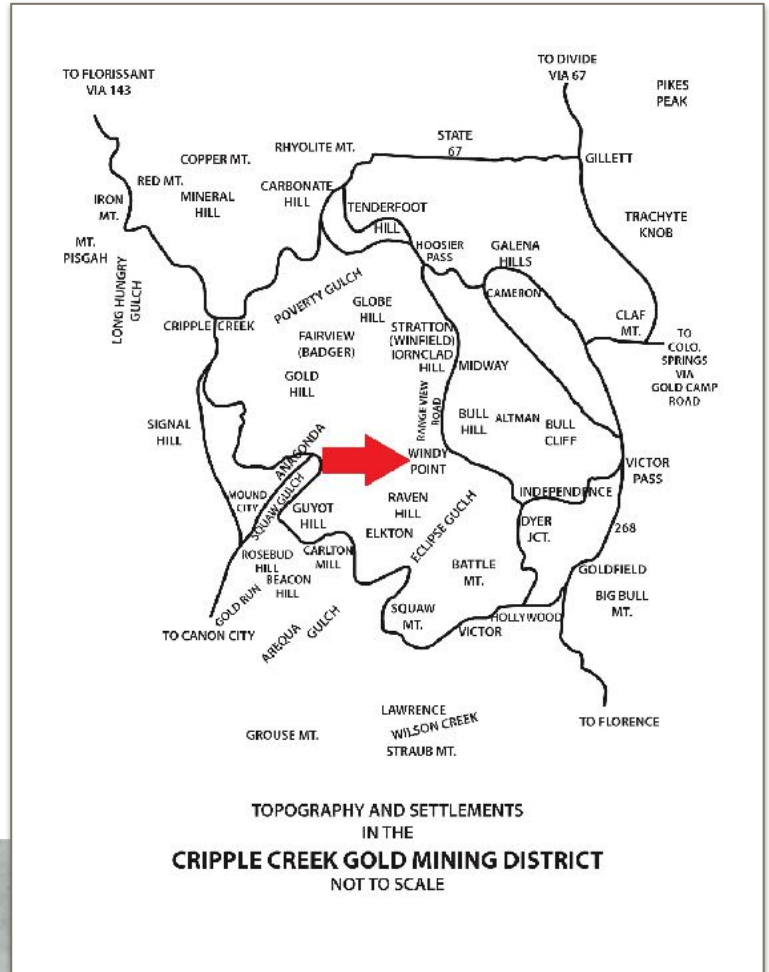 TO FLORISSANT
VIA 143
TO DIVIDE
VIA 67
PIKES
PEAK
RHYOLITE MT.
STATE
67
COPPER MT.
GILLETT
RED MT.
MINERAL
HILL
CARBONATE
HILL
IRON
MT.
TENDERFOOT
HILL
TRACHYTE
KNOB
MT.
PISGAH
LONG HUNGRY
GULCH
HOOSIER
PASS
GALENA
HILLS
POVERTY GULCH
CAMERON
GLOBE
HILL
CRIPPLE CREEK
STRATTON
(WINFIELD)
IORNCLAD
HILL
CLAF
MT.
TO
COLO.
SPRINGS
VIA
GOLD CAMP
ROAD
FAIRVIEW
(BADGER)
MIDWAY
GOLD
HILL
RANGEVIEW
ROAD
SIGNAL
HILL
BULL
HILL
ALTMAN
BULL
CLIFF
ANACONDA
WINDY
POINT
VICTOR
PASS
MOUND
CITY
SQUAW GULCH
GUYOT
HILL
RAVEN
HILL
INDEPENDENCE
ELKTON
ECLIPSE GUCLH
DYER
JCT.
268
ROSEBUD
HILL
CARLTON
MILL
BEACON
HILL
BATTLE
MT.
GOLDFIELD
GOLD RUN
BIG BULL
MT.
SQUAW
MT.
HOLLYWOOD
VICTOR
TO CANON CITY
AREQUA GULCH
LAWRENCE
WILSON CREEK
STRAUB MT.
GROUSE MT.
TO FLORENCE
TOPOGRAPHY AND SETTLEMENTS
IN THE
CRIPPLE CREEK GOLD MINING DISTRICT
NOT TO SCALE